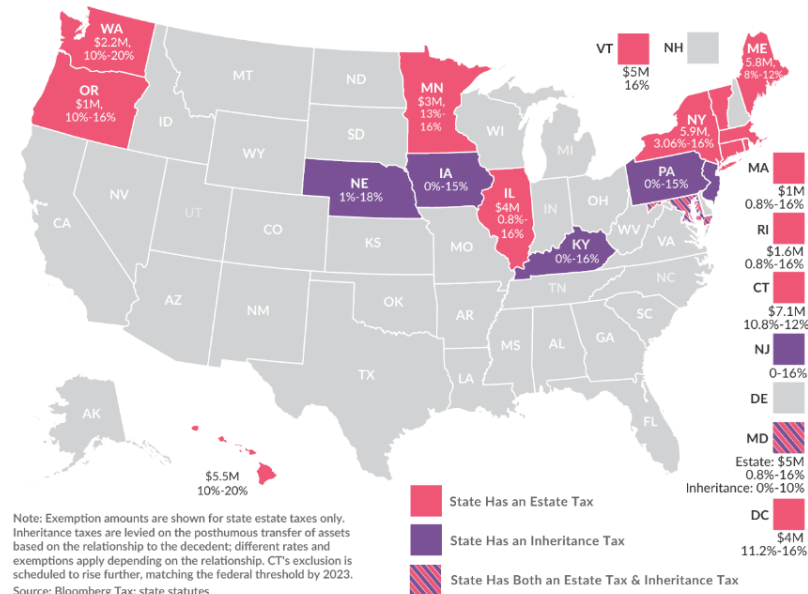 WA
$2.2M,
10%-20%
OR
$1M,
10%-16%
MT
ID
WY
NV
UT
CA
AZ
CO
NM
ND
SD
NE
1%-18%
KS
OK
TX
MN
$3M,
13%-
16%
IA
0%-15%
MO
AR
LA
WI
IL
$4M
0.8%-
16%
MI
IN
OH
KY
0%-16%
TN
MS
AL
GA
FL
SC
NC
VA
WV
PA
0%-15%
NY
5.9M,
3.06%-16%
ME
5.8M,
8%-12%
VT
$5M
16%
NH
MA
$1M
0.8%-16%
RI
$1.6M
0.8%-16%
CT
$7.1M
10.8%-12%
NJ
0-16%
DE
MD
Estate: $5M
0.8%-16%
Inheritance: 0%-10%
DC
$4M
11.2%-16%
AK
$5.5M
10%-20%
State Has an Estate Tax
State Has an Inheritance Tax
State Has Both an Estate Tax & Inheritance Tax
Note: Exemption amounts are shown for state estate taxes only.
Inheritance taxes are levied on the posthumous transfer of assets
based on the relationship to the decedent; different rates and
exemptions apply depending on the relationship. CT's exclusion is
scheduled to rise further, matching the federal threshold by 2023.
Source: Bloomberg Tax; state statutes